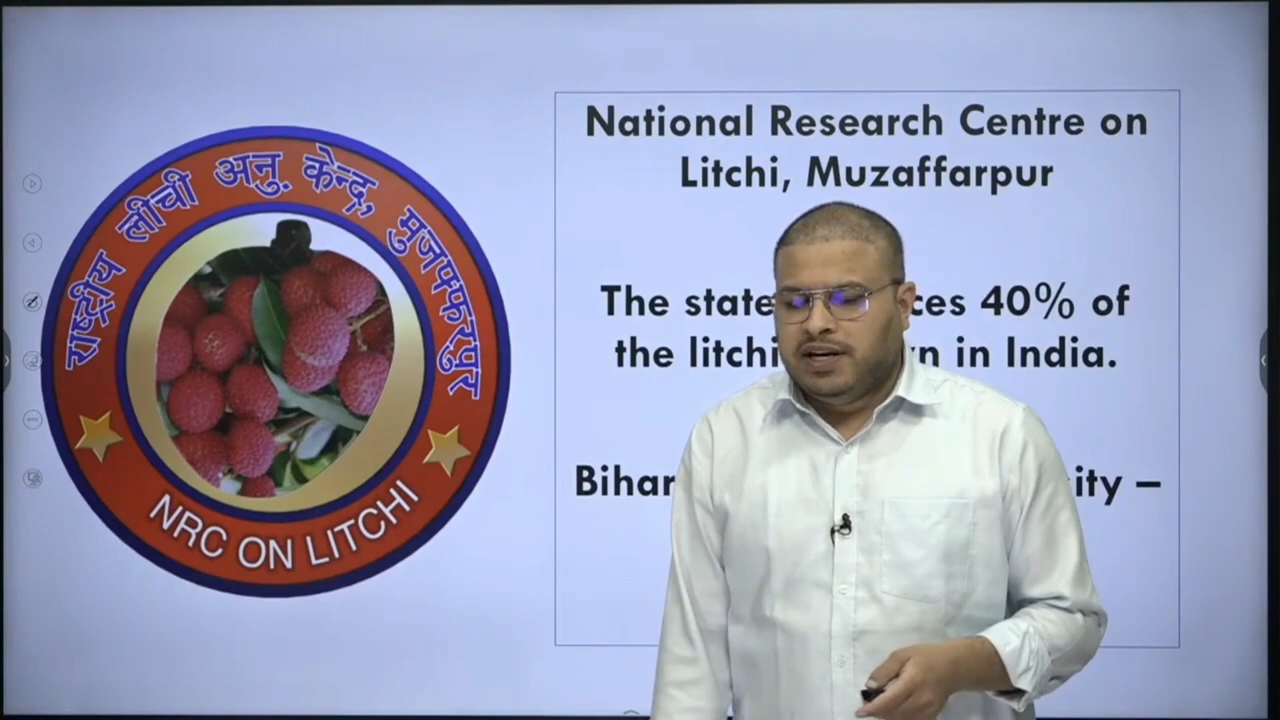 राष्ट्रीय लीची अनु. केन्द्र, मुजफ्फरपुर
NRC ON LITCHI
National Research Centre on
Litchi, Muzaffarpur
The state 40% of
the litchi in India.
Bihar –